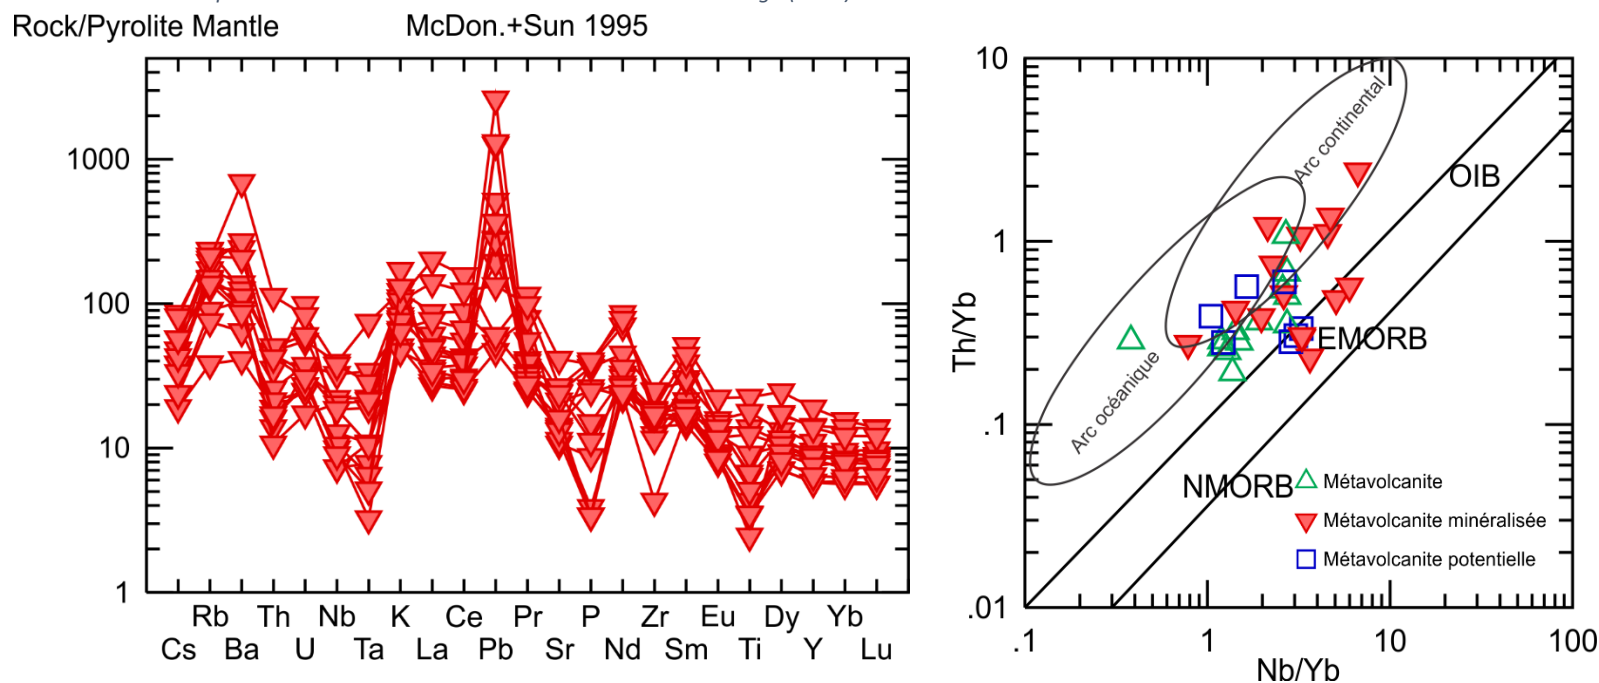 Rock/Pyrolite Mantle McDon.+Sun 1995
1000
100
10
1
Rb Ba Th U Nb Ta K La Ce Pb Pr Sr P Nd Zr Sm Eu Ti Dy Y Yb Lu
Cs
10
1
.1
.01
Th/Yb
Arc continental
Arc océanique
OIB
EMORB
NMORB
Métavolcanite
Métavolcanite minéralisée
Métavolcanite potentielle
.1 1 10 100
Nb/Yb